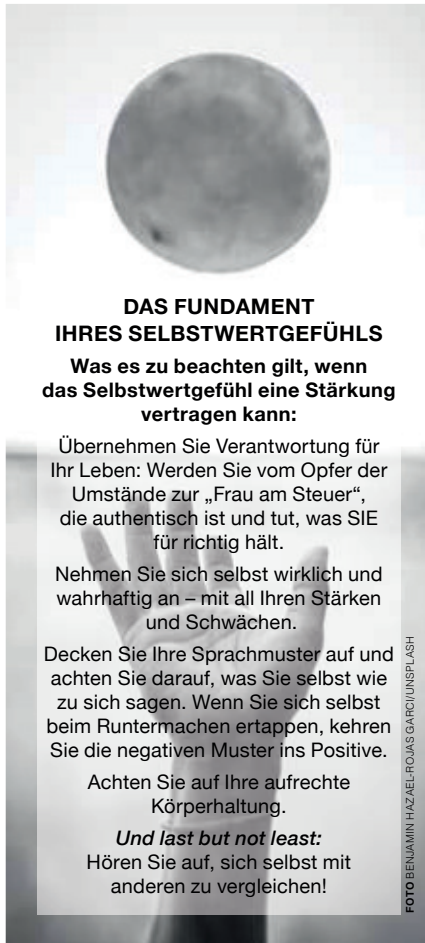 DAS FUNDAMENT
IHRES SELBSTWERTGEFÜHLS
Was es zu beachten gilt, wenn
das Selbstwertgefühl eine Stärkung
vertragen kann:
Übernehmen Sie Verantwortung für
Ihr Leben: Werden Sie vom Opfer der
Umstände zur „Frau am Steuer“,
die authentisch ist und tut, was SIE
für richtig hält.
Nehmen Sie sich selbst wirklich und
wahrhaftig an – mit all Ihren Stärken
und Schwächen.
Decken Sie Ihre Sprachmuster auf und
achten Sie darauf, was Sie selbst wie
zu sich sagen. Wenn Sie sich selbst
beim Runtermachen ertappen, kehren
Sie die negativen Muster ins Positive.
Achten Sie auf Ihre aufrechte
Körperhaltung.
Und last but not least:
Hören Sie auf, sich selbst mit
anderen zu vergleichen!
FOTO BENJAMIN HAZAEL-ROJAS GARCI/UNSPLASH